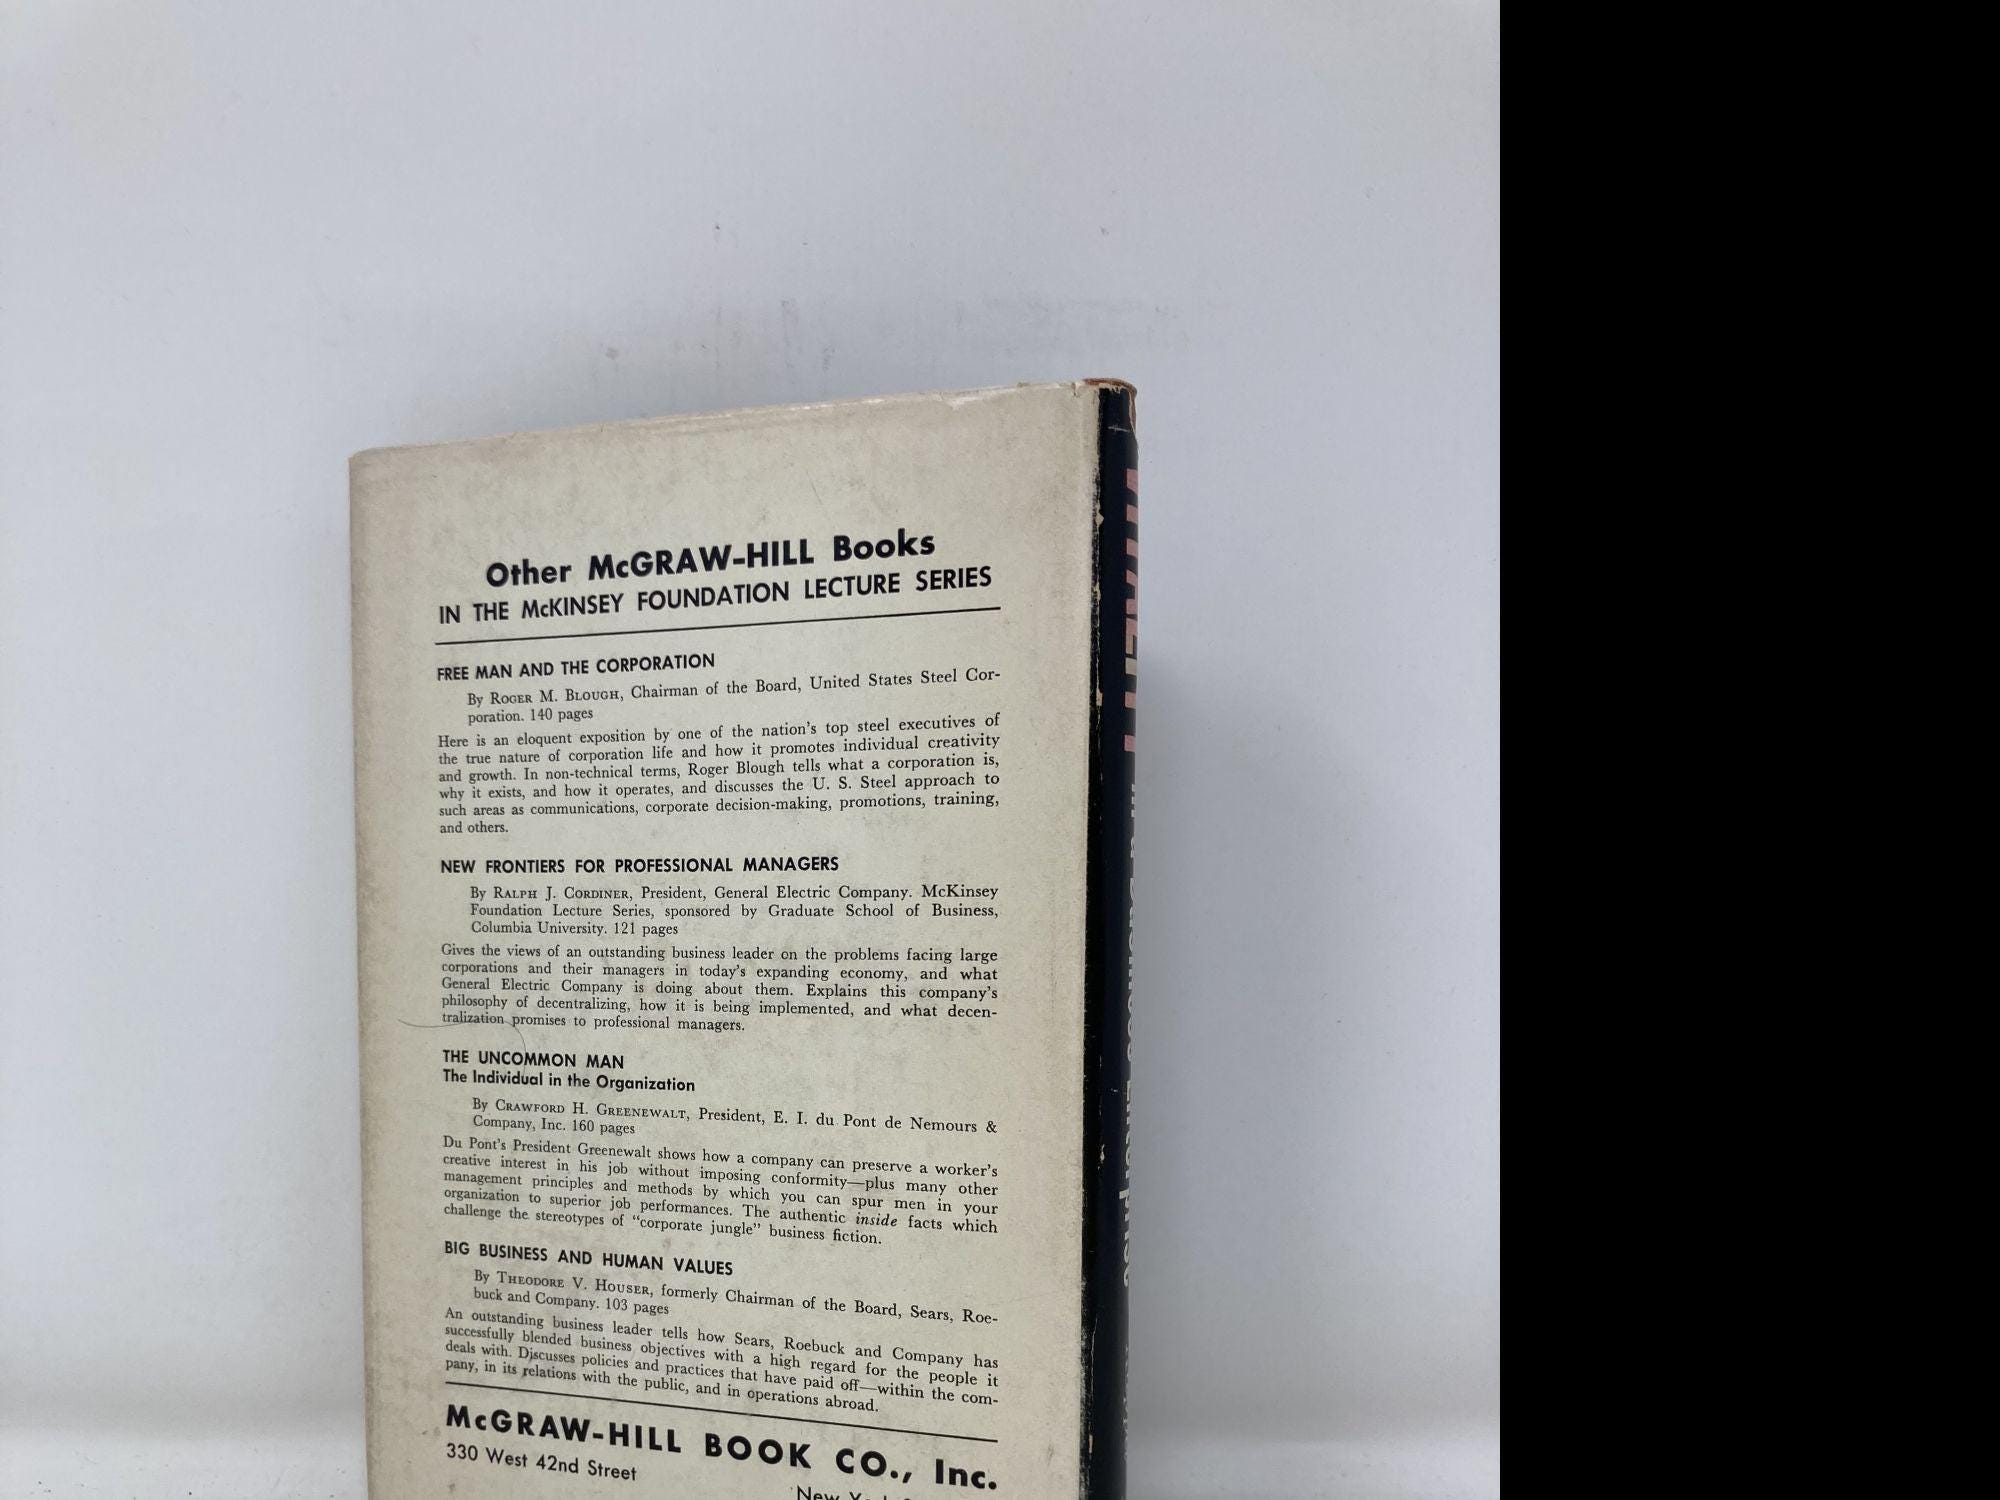 Other McGRAW-HILL Books
IN THE McKINSEY FOUNDATION LECTURE SERIES
FREE MAN AND THE CORPORATION
By ROGER M. BLOUGH, Chairman of the Board, United States Steel Cor-
poration. 140 pages
Here is an eloquent exposition by one of the nation's top steel executives of
the true nature of corporation life and how it promotes individual creativity
and growth. In non-technical terms, Roger Blough tells what a corporation is,
why it exists, and how it operates, and discusses the U. S. Steel approach to
such areas as communications, corporate decision-making, promotions, training,
and others.
NEW FRONTIERS FOR PROFESSIONAL MANAGERS
By RALPH J. CORDINER, President, General Electric Company. McKinsey
Foundation Lecture Series, sponsored by Graduate School of Business,
Columbia University. 121 pages
Gives the views of an outstanding business leader on the problems facing large
corporations and their managers in today's expanding economy, and what
General Electric Company is doing about them. Explains this company's
philosophy of decentralizing, how it is being implemented, and what decen-
tralization promises to professional managers.
THE UNCOMMON MAN
The Individual in the Organization
By CRAWFORD H. GREENEWALT, President, E. I. du Pont de Nemours &
Company, Inc. 160 pages
Du Pont's President Greenewalt shows how a company can preserve a worker's
creative interest in his job without imposing conformity—plus many other
management principles and methods by which you can spur men in your
organization to superior job performances. The authentic inside facts which
challenge the stereotypes of "corporate jungle" business fiction.
BIG BUSINESS AND HUMAN VALUES
By THEODORE V. HOUSER, formerly Chairman of the Board, Sears, Roe-
buck and Company. 103 pages
An outstanding business leader tells how Sears, Roebuck and Company has
successfully blended business objectives with a high regard for the people it
deals with. Discusses policies and practices that have paid off—within the com-
pany, in its relations with the public, and in operations abroad.
McGRAW-HILL BOOK CO., Inc.
330 West 42nd Street
New